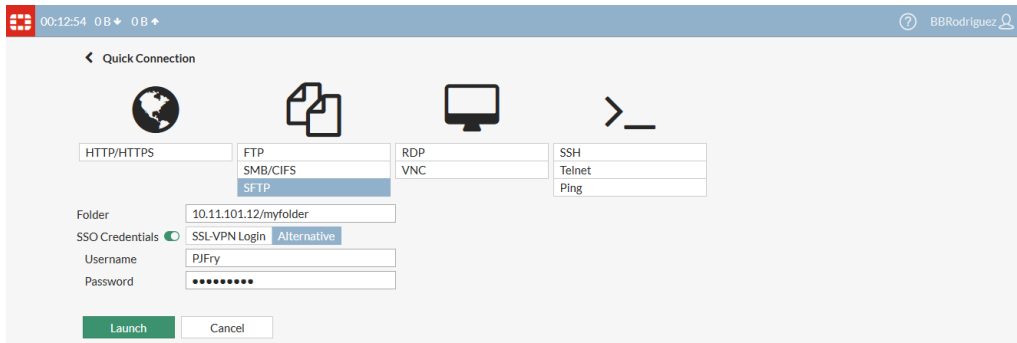 00:12:54 0 B 0 B BBRodriguez
Quick Connection
HTTP/HTTPS FTP RDP SSH
SMB/CIFS VNC Telnet
SFTP Ping
Folder 10.11.101.12/myfolder
SSO Credentials SSL-VPN Login Alternative
Username PJFry
Password •••••••••
Launch Cancel